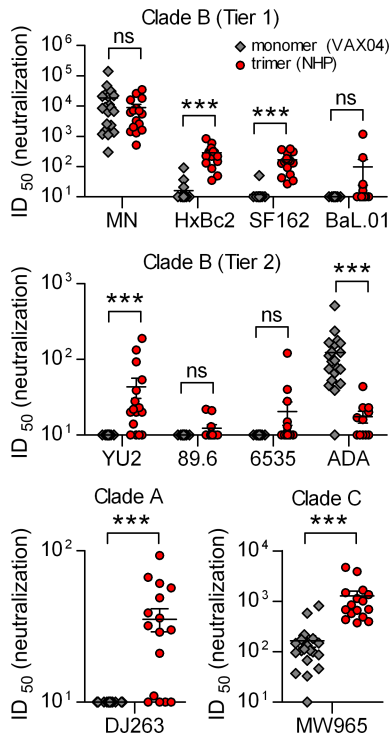 Clade B (Tier 1)
ID 50 (neutralization)
10^6
10^5
10^4
10^3
10^2
10^1
ns
***
***
ns
monomer (VAX04)
trimer (NHP)
MN HxBc2 SF162 BaL.01
Clade B (Tier 2)
ID 50 (neutralization)
10^3
10^2
10^1
***
ns
ns
***
YU2 89.6 6535 ADA
Clade A
ID 50 (neutralization)
10^2
10^1
***
DJ263
Clade C
ID 50 (neutralization)
10^4
10^3
10^2
10^1
***
MW965